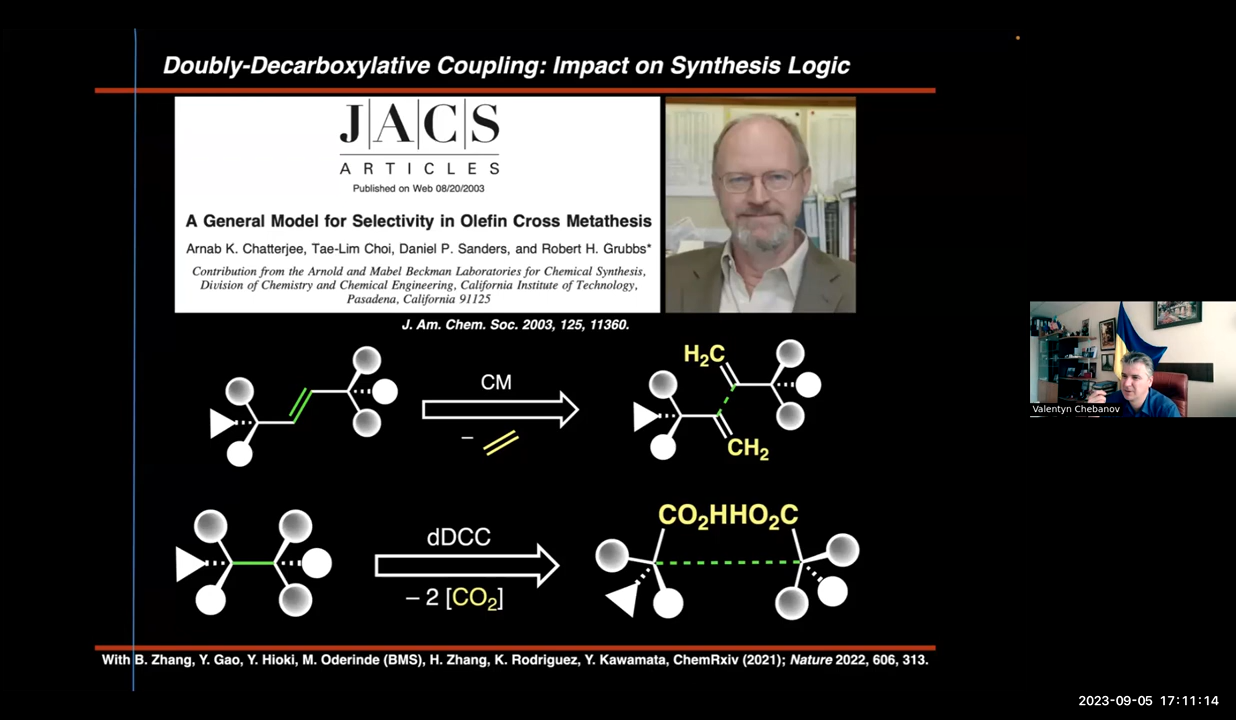 Doubly-Decarboxylative Coupling: Impact on Synthesis Logic
J|A|C|S
ARTICLES
Published on Web 08/20/2003
A General Model for Selectivity in Olefin Cross Metathesis
Arnab K. Chatterjee, Tae-Lim Choi, Daniel P. Sanders, and Robert H. Grubbs*
Contribution from the Arnold and Mabel Beckman Laboratories for Chemical Synthesis,
Division of Chemistry and Chemical Engineering, California Institute of Technology,
Pasadena, California 91125
J. Am. Chem. Soc. 2003, 125, 11360.
CM
–
H₂C
CH₂
dDCC
– 2 [CO₂]
CO₂HHO₂C
With B. Zhang, Y. Gao, Y. Hioki, M. Oderinde (BMS), H. Zhang, K. Rodriguez, Y. Kawamata, ChemRxiv (2021); Nature 2022, 606, 313.
Valentyn Chebanov
2023-09-05 17:11:14